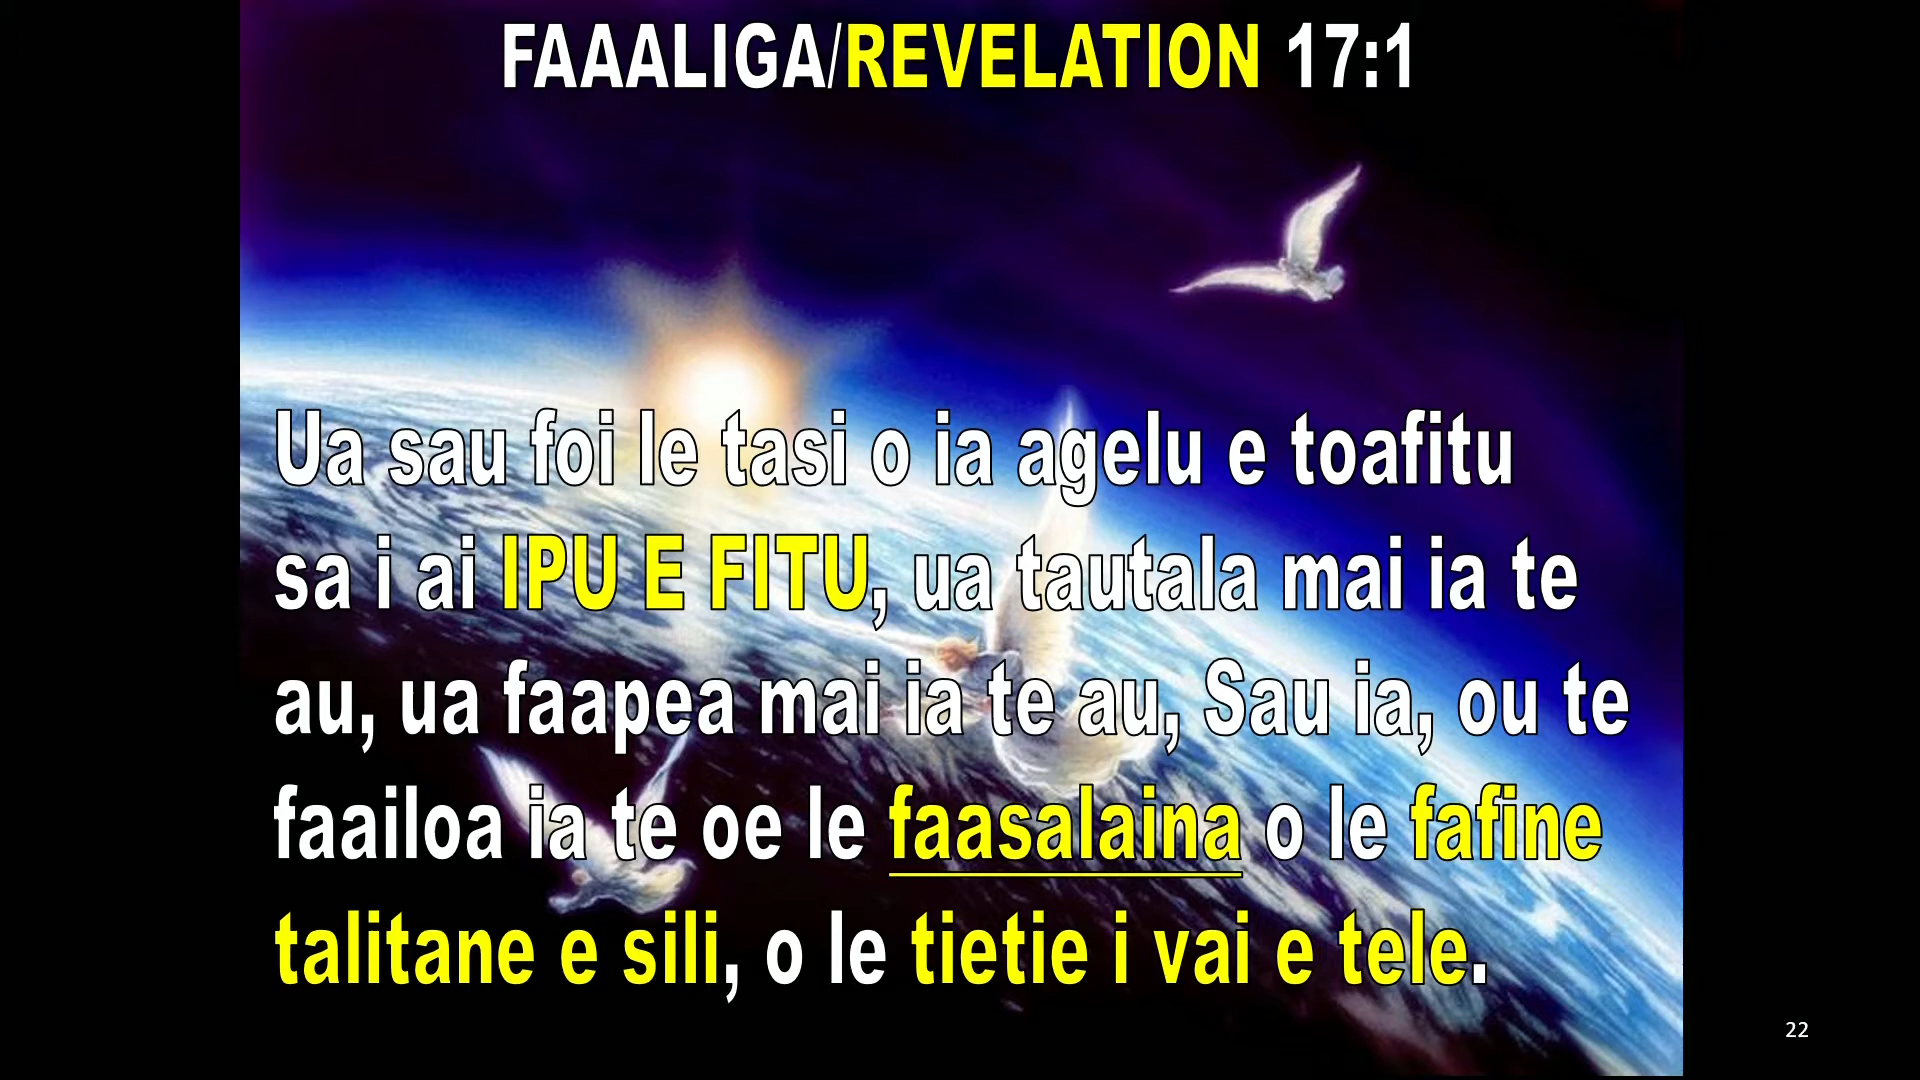 FAAALIGA/REVELATION 17:1
Ua sau foi le tasi o ia agelu e toafitu
sa i ai IPU E FITU, ua tautala mai ia te
au, ua faapea mai ia te au, Sau ia, ou te
faailoa ia te oe le faasalaina o le fafine
talitane e sili, o le tietie i vai e tele.
22